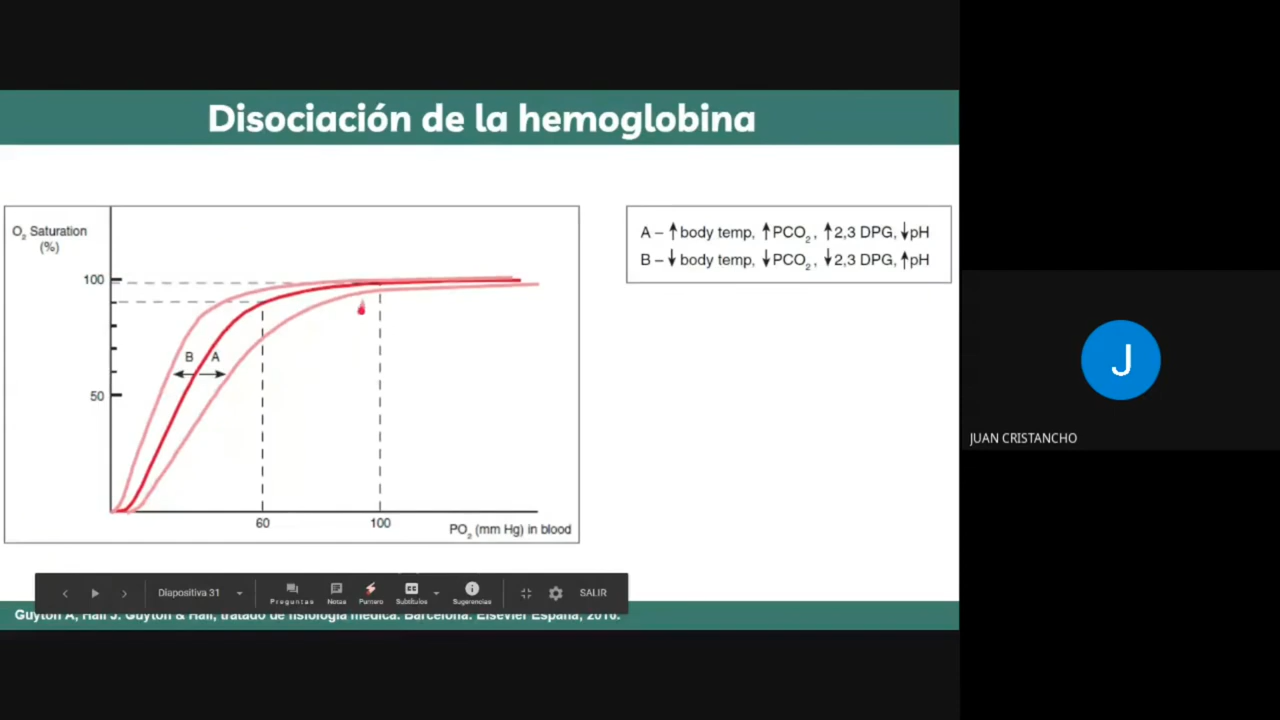 Disociación de la hemoglobina
O2 Saturation
(%)
100
50
B A
60 100
PO2 (mm Hg) in blood
A – ↑ body temp, ↑ PCO2, ↑ 2,3 DPG, ↓ pH
B – ↓ body temp, ↓ PCO2, ↓ 2,3 DPG, ↑ pH
Diapositiva 31
Preguntas Notas Puntero Subtítulos Sugerencias
SALIR
Guyton A, Hall J. Guyton & Hall, tratado de fisiología médica. Barcelona: Elsevier España; 2016.
J
JUAN CRISTANCHO